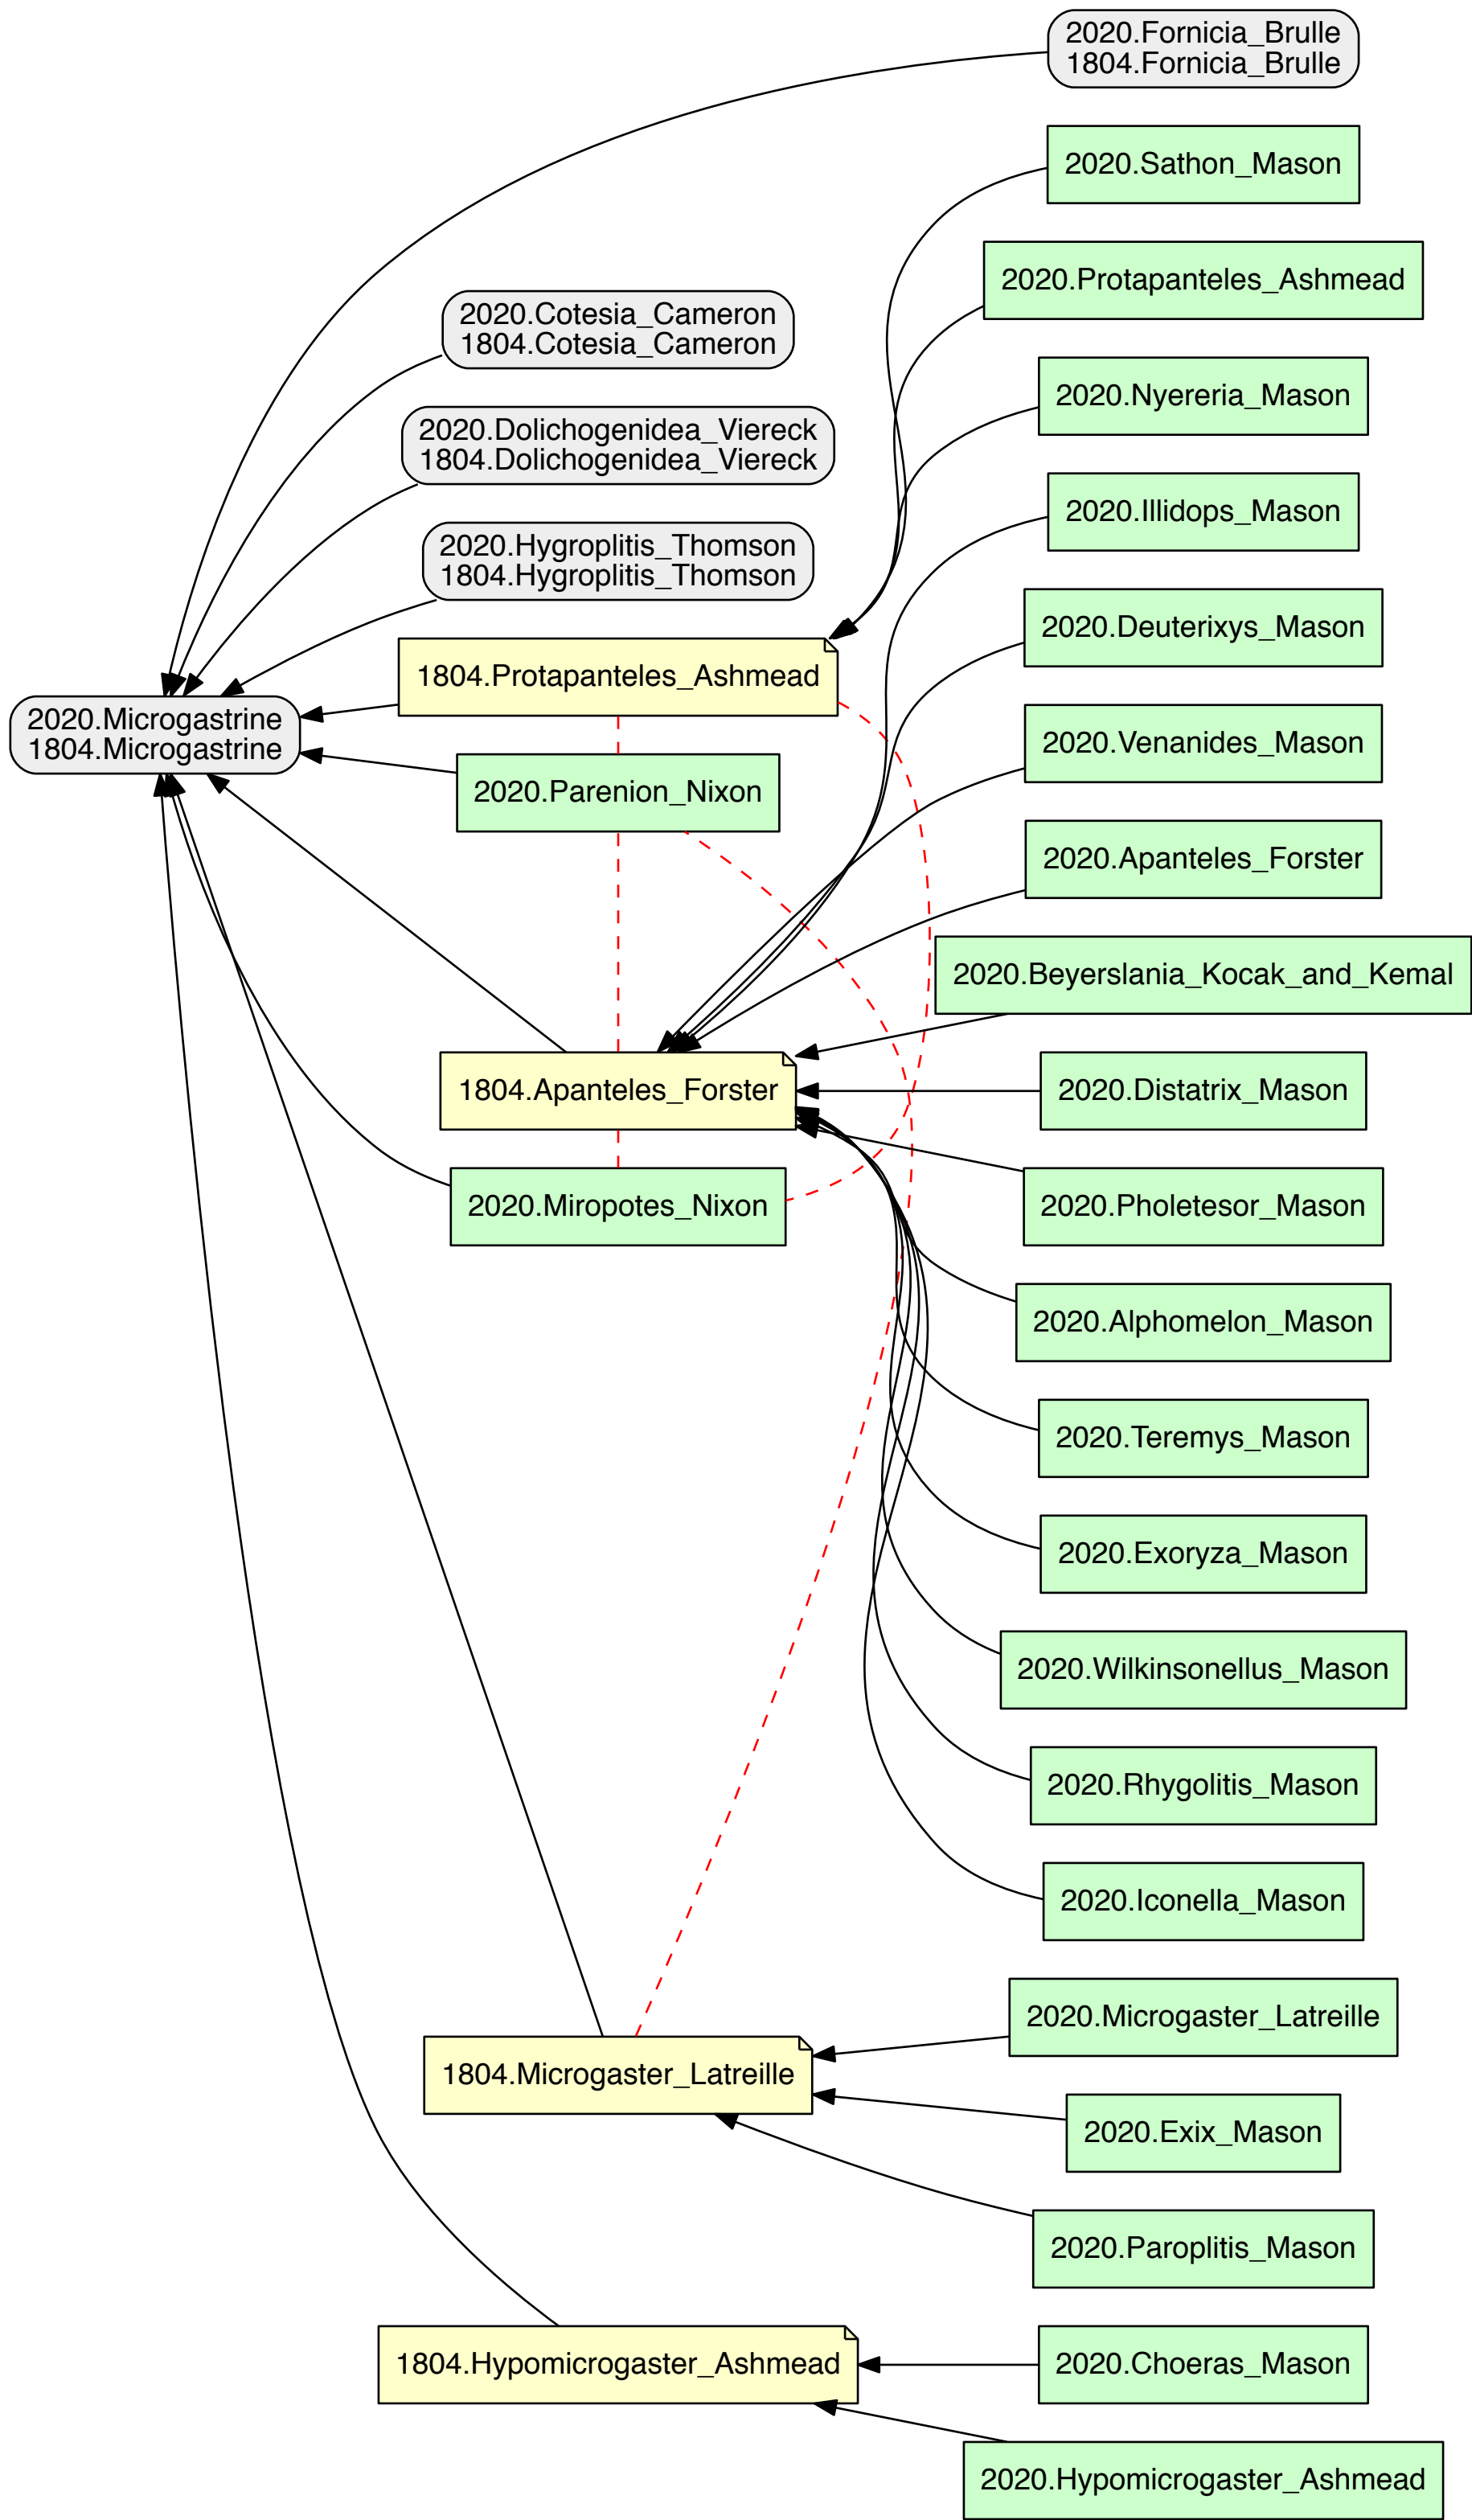 2020.Fornicia_Brulle
1804.Fornicia_Brulle
2020.Sathon_Mason
2020.Protapanteles_Ashmead
2020.Cotesia_Cameron
1804.Cotesia_Cameron
2020.Nyereria_Mason
2020.Dolichogenidea_Viereck
1804.Dolichogenidea_Viereck
2020.Illidops_Mason
2020.Hygroplitis_Thomson
1804.Hygroplitis_Thomson
2020.Deuterixys_Mason
1804.Protapanteles_Ashmead
2020.Microgastrine
1804.Microgastrine
2020.Venanides_Mason
2020.Parenion_Nixon
2020.Apanteles_Forster
2020.Beyerslania_Kocak_and_Kemal
1804.Apanteles_Forster
2020.Distatrix_Mason
2020.Miropotes_Nixon
2020.Pholetesor_Mason
2020.Alphomelon_Mason
2020.Teremys_Mason
2020.Exoryza_Mason
2020.Wilkinsonellus_Mason
2020.Rhygolitis_Mason
2020.Iconella_Mason
2020.Microgaster_Latreille
1804.Microgaster_Latreille
2020.Exix_Mason
2020.Paroplitis_Mason
1804.Hypomicrogaster_Ashmead
2020.Choeras_Mason
2020.Hypomicrogaster_Ashmead